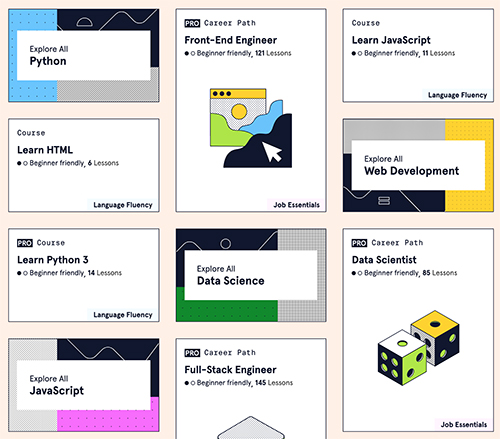 Explore All
Python
Course
Learn HTML
Beginner friendly, 6 Lessons
Language Fluency
PRO Course
Learn Python 3
Beginner friendly, 14 Lessons
Language Fluency
Explore All
JavaScript
PRO Career Path
Front-End Engineer
Beginner friendly, 121 Lessons
Job Essentials
Explore All
Data Science
PRO Career Path
Full-Stack Engineer
Beginner friendly, 145 Lessons
Course
Learn JavaScript
Beginner friendly, 11 Lessons
Language Fluency
Explore All
Web Development
PRO Career Path
Data Scientist
Beginner friendly, 85 Lessons
Job Essentials